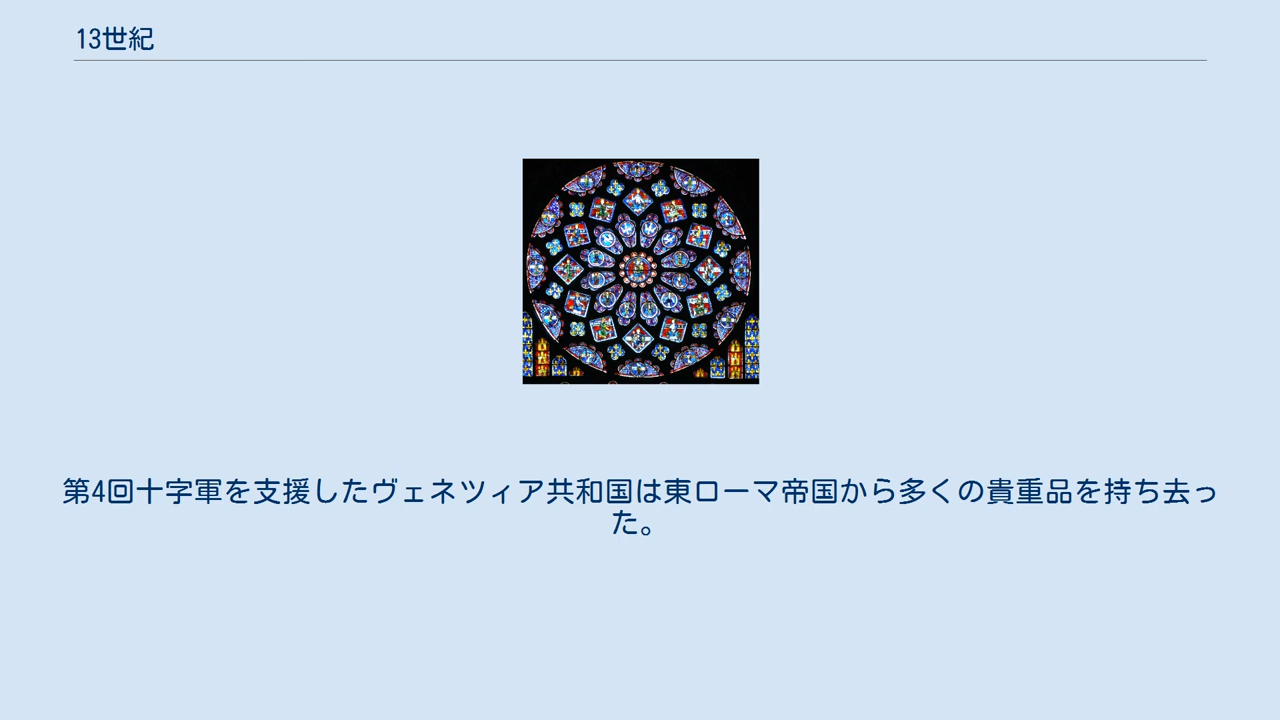 13世紀
第4回十字軍を支援したヴェネツィア共和国は東ローマ帝国から多くの貴重品を持ち去っ
た。